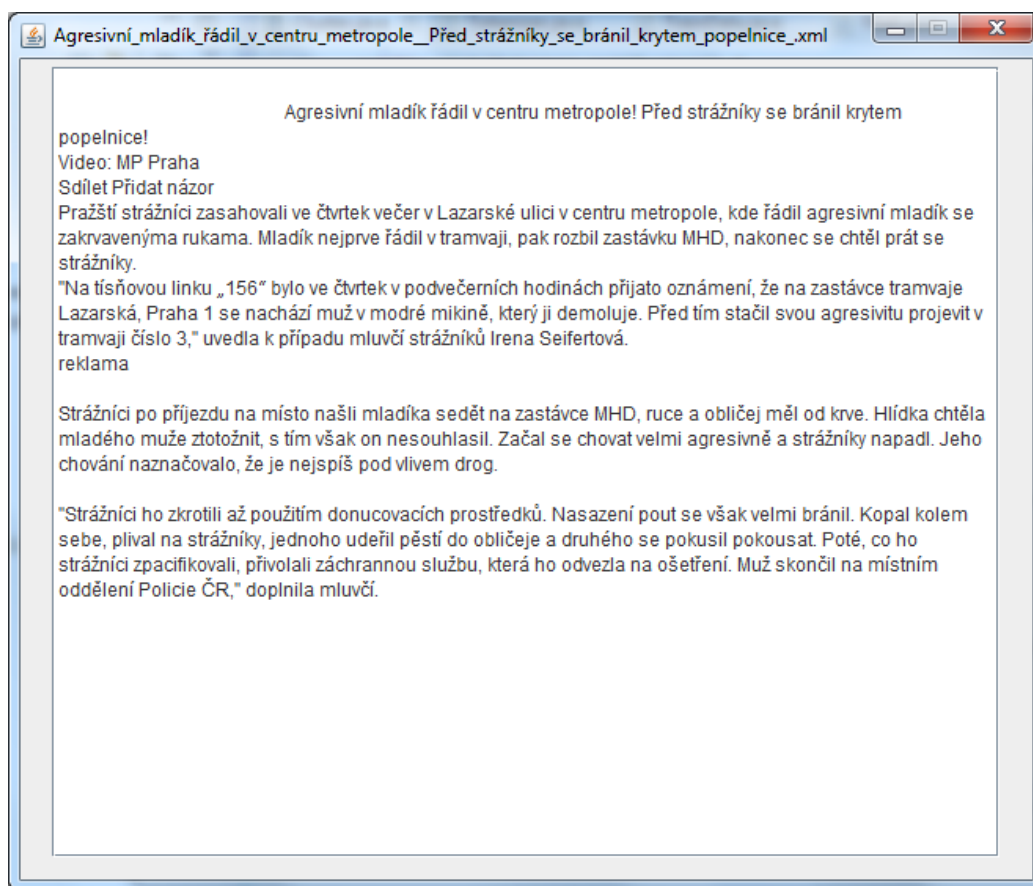 Agresivní_mladík_řádil_v_centru_metropole__Před_strážníky_se_bránil_krytem_popelnice_.xml
Agresivní mladík řádil v centru metropole! Před strážníky se bránil krytem
popelnice!
Video: MP Praha
Sdílet Přidat názor
Pražští strážníci zasahovali ve čtvrtek večer v Lazarské ulici v centru metropole, kde řádil agresivní mladík se
zakrvavenýma rukama. Mladík nejprve řádil v tramvaji, pak rozbil zastávku MHD, nakonec se chtěl prát se
strážníky.
"Na tísňovou linku „156“ bylo ve čtvrtek v podvečerních hodinách přijato oznámení, že na zastávce tramvaje
Lazarská, Praha 1 se nachází muž v modré mikině, který ji demoluje. Před tím stačil svou agresivitu projevit v
tramvaji číslo 3," uvedla k případu mluvčí strážníků Irena Seifertová.
reklama
Strážníci po příjezdu na místo našli mladíka sedět na zastávce MHD, ruce a obličej měl od krve. Hlídka chtěla
mladého muže ztotožnit, s tím však on nesouhlasil. Začal se chovat velmi agresivně a strážníky napadl. Jeho
chování naznačovalo, že je nejspíš pod vlivem drog.
"Strážníci ho zkrotili až použitím donucovacích prostředků. Nasazení pout se však velmi bránil. Kopal kolem
sebe, plival na strážníky, jednoho udeřil pěstí do obličeje a druhého se pokusil pokousat. Poté, co ho
strážníci zpacifikovali, přivolali záchrannou službu, která ho odvezla na ošetření. Muž skončil na místním
oddělení Policie ČR," doplnila mluvčí.